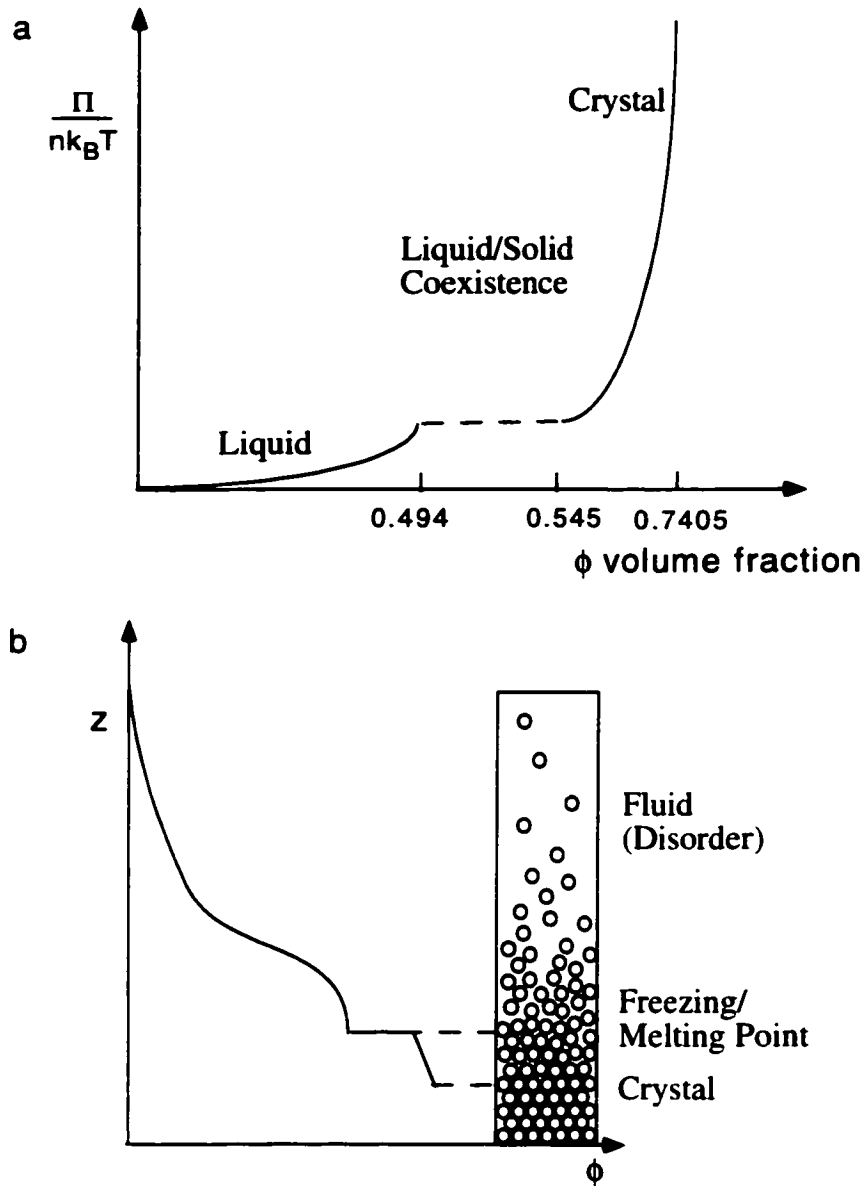 a
Π
nk_BT
Crystal
Liquid/Solid
Coexistence
Liquid
0.494 0.545 0.7405
ϕ volume fraction
b
z
Fluid
(Disorder)
Freezing/
Melting Point
Crystal
ϕ